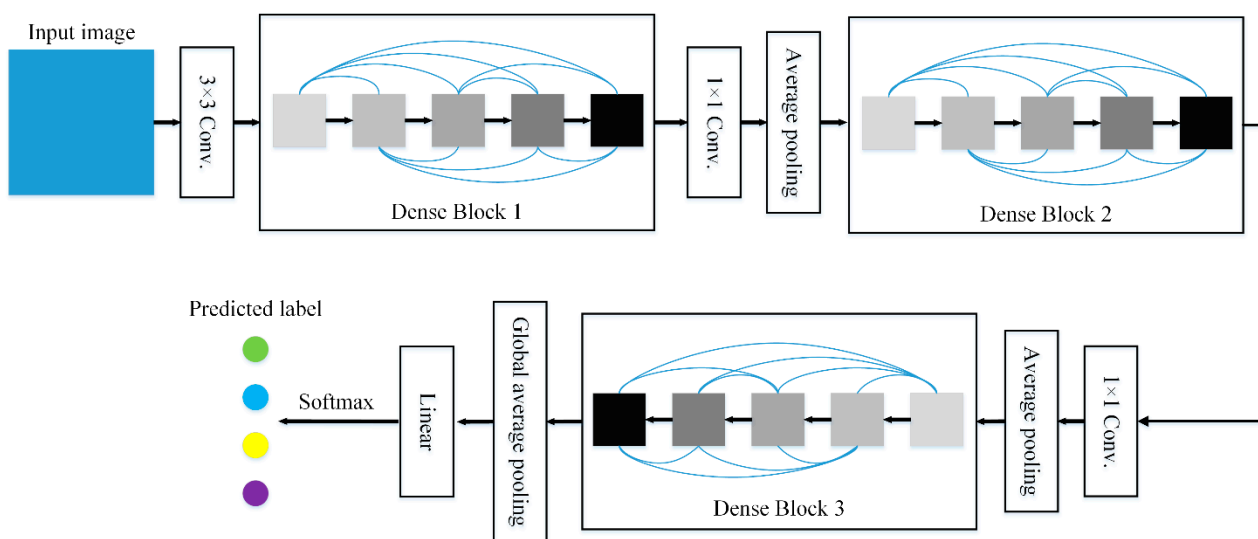 Input image
3×3 Conv.
Dense Block 1
1×1 Conv.
Average pooling
Dense Block 2
1×1 Conv.
Average pooling
Dense Block 3
Global average pooling
Linear
Softmax
Predicted label